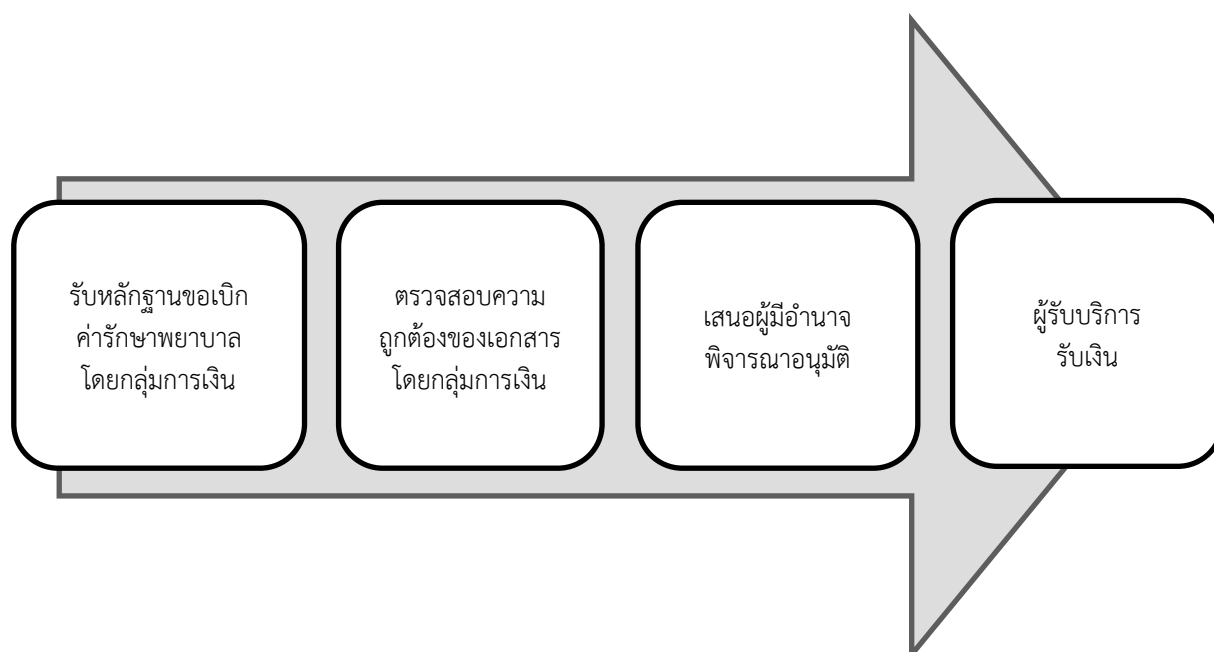 รับหลักฐานขอเบิก
ค่ารักษาพยาบาล
โดยกลุ่มการเงิน
ตรวจสอบความ
ถูกต้องของเอกสาร
โดยกลุ่มการเงิน
เสนอผู้มีอำนาจ
พิจารณาอนุมัติ
ผู้รับบริการ
รับเงิน